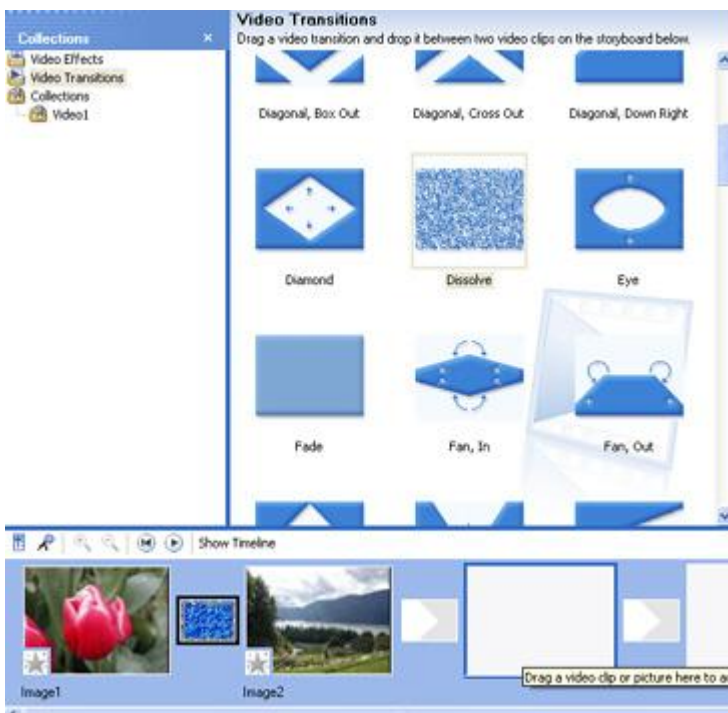 Collections
Video Effects
Video Transitions
Collections
Video1
Video Transitions
Drag a video transition and drop it between two video clips on the storyboard below.
Diagonal, Box Out
Diagonal, Cross Out
Diagonal, Down Right
Diamond
Dissolve
Eye
Fade
Fan, In
Fan, Out
Show Timeline
Image1
Image2
Drag a video clip or picture here to